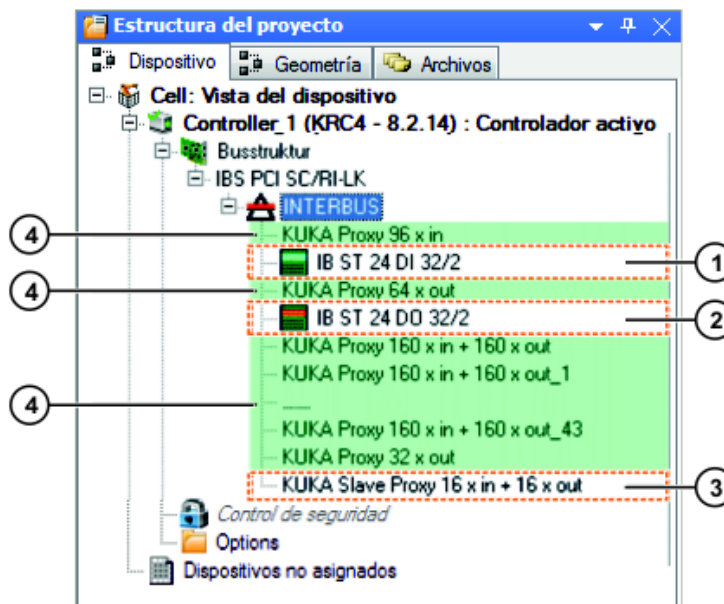 Estructura del proyecto
Dispositivo Geometría Archivos
Cell: Vista del dispositivo
Controller_1 (KRC4 - 8.2.14) : Controlador activo
Busstruktur
IBS PCI SC/RI-LK
INTERBUS
4 KUKA Proxy 96 x in
IB ST 24 DI 32/2 1
4 KUKA Proxy 64 x out
IB ST 24 DO 32/2 2
KUKA Proxy 160 x in + 160 x out
KUKA Proxy 160 x in + 160 x out_1
4 ......
KUKA Proxy 160 x in + 160 x out_43
KUKA Proxy 32 x out
KUKA Slave Proxy 16 x in + 16 x out 3
Control de seguridad
Options
Dispositivos no asignados